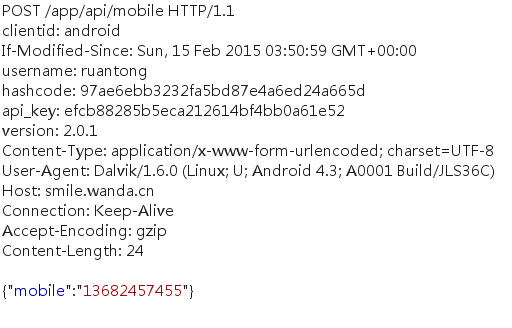 POST /app/api/mobile HTTP/1.1
clientid: android
If-Modified-Since: Sun, 15 Feb 2015 03:50:59 GMT+00:00
username: ruantong
hashcode: 97ae6ebb3232fa5bd87e4a6ed24a665d
api_key: efcb88285b5eca212614bf4bb0a61e52
version: 2.0.1
Content-Type: application/x-www-form-urlencoded; charset=UTF-8
User-Agent: Dalvik/1.6.0 (Linux; U; Android 4.3; A0001 Build/JLS36C)
Host: smile.wanda.cn
Connection: Keep-Alive
Accept-Encoding: gzip
Content-Length: 24

{"mobile":"13682457455"}